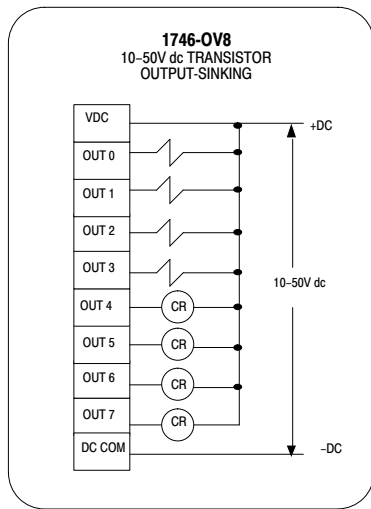 1746-OV8
10–50V dc TRANSISTOR
OUTPUT-SINKING
VDC
+DC
OUT 0
OUT 1
OUT 2
OUT 3
10–50V dc
OUT 4
CR
OUT 5
CR
OUT 6
CR
OUT 7
CR
DC COM
–DC